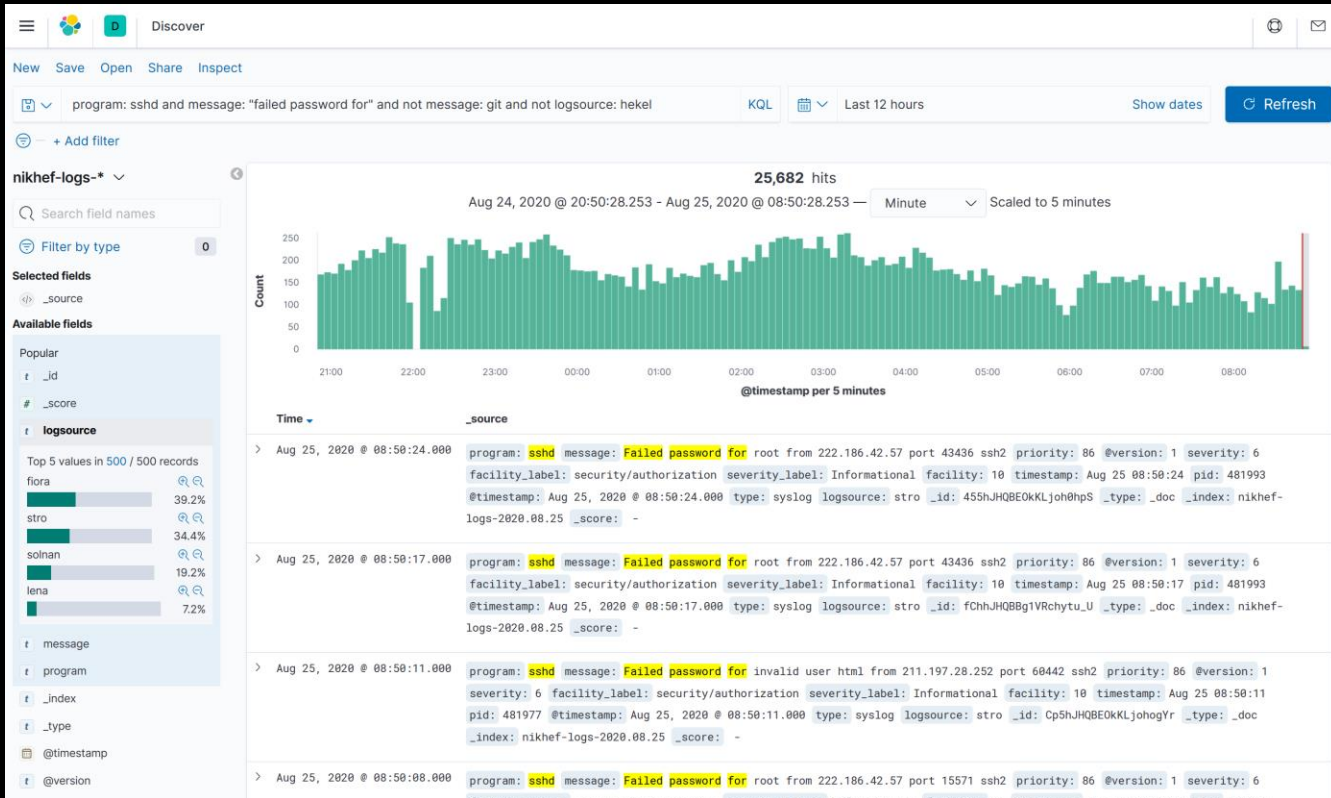 D Discover
New Save Open Share Inspect
program: sshd and message: "failed password for" and not message: git and not logsource: hekel KQL Last 12 hours Show dates Refresh
+ Add filter
nikhef-logs-*
Search field names
Filter by type 0
Selected fields
_source
Available fields
Popular
t _id
# _score
t logsource
Top 5 values in 500 / 500 records
fiora
39.2%
stro
34.4%
solnan
19.2%
lena
7.2%
t message
t program
t _index
t _type
@timestamp
t @version
25,682 hits
Aug 24, 2020 @ 20:50:28.253 - Aug 25, 2020 @ 08:50:28.253 — Minute Scaled to 5 minutes
Count
250
200
150
100
50
0
21:00 22:00 23:00 00:00 01:00 02:00 03:00 04:00 05:00 06:00 07:00 08:00
@timestamp per 5 minutes
Time _source
Aug 25, 2020 @ 08:50:24.000 program: sshd message: Failed password for root from 222.186.42.57 port 43436 ssh2 priority: 86 @version: 1 severity: 6
facility_label: security/authorization severity_label: Informational facility: 10 timestamp: Aug 25 08:50:24 pid: 481993
@timestamp: Aug 25, 2020 @ 08:50:24.000 type: syslog logsource: stro _id: 455hJHQBEOkKLjoh0hpS _type: _doc _index: nikhef-
logs-2020.08.25 _score: -
Aug 25, 2020 @ 08:50:17.000 program: sshd message: Failed password for root from 222.186.42.57 port 43436 ssh2 priority: 86 @version: 1 severity: 6
facility_label: security/authorization severity_label: Informational facility: 10 timestamp: Aug 25 08:50:17 pid: 481993
@timestamp: Aug 25, 2020 @ 08:50:17.000 type: syslog logsource: stro _id: fChhJHQBBg1VRchytu_U _type: _doc _index: nikhef-
logs-2020.08.25 _score: -
Aug 25, 2020 @ 08:50:11.000 program: sshd message: Failed password for invalid user html from 211.197.28.252 port 60442 ssh2 priority: 86 @version: 1
severity: 6 facility_label: security/authorization severity_label: Informational facility: 10 timestamp: Aug 25 08:50:11
pid: 481977 @timestamp: Aug 25, 2020 @ 08:50:11.000 type: syslog logsource: stro _id: Cp5hJHQBEOkKLjohogYr _type: _doc
_index: nikhef-logs-2020.08.25 _score: -
Aug 25, 2020 @ 08:50:08.000 program: sshd message: Failed password for root from 222.186.42.57 port 15571 ssh2 priority: 86 @version: 1 severity: 6